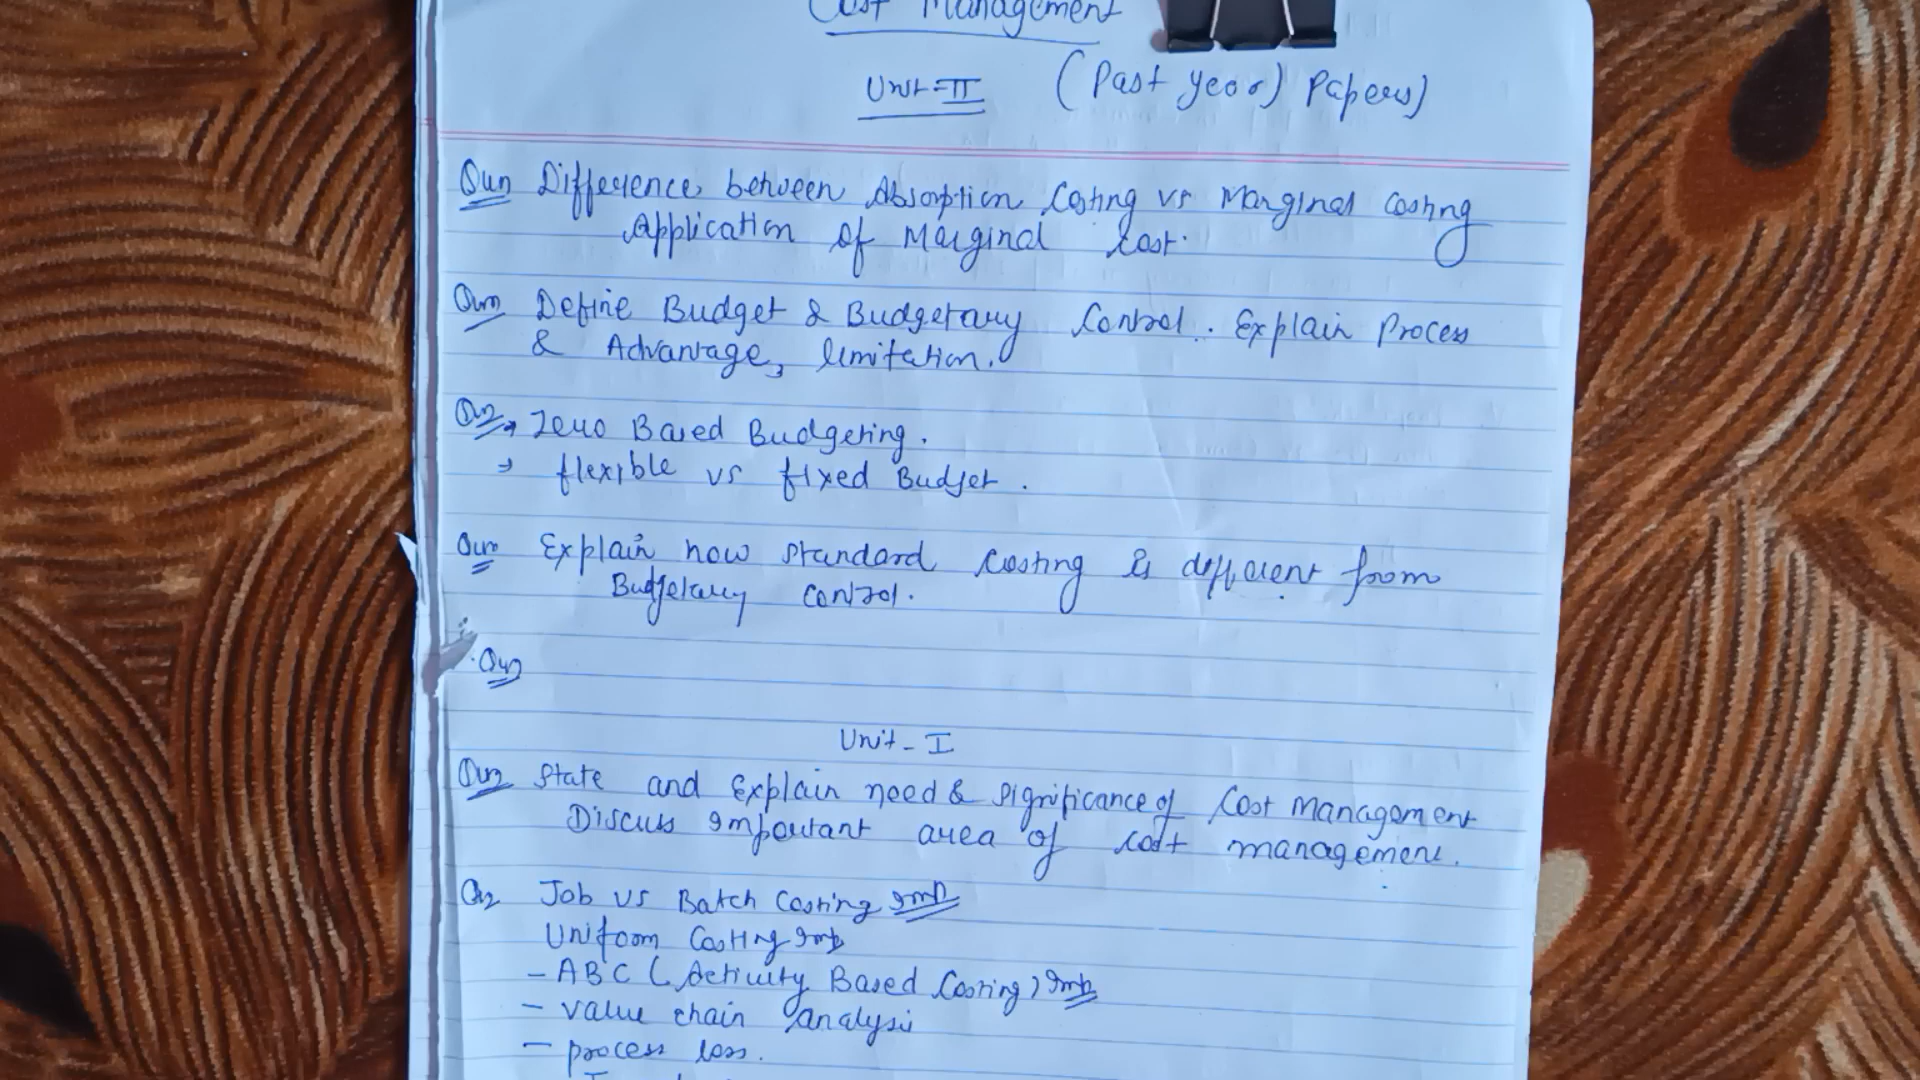 Cost Management
Unit-II (Past year) Papers)
Qun Difference between Absorption Costing vs Marginal Costing
Application of Marginal Cost.
Qun Define Budget & Budgetary Control. Explain Process
& Advantage, limitation.
Qn → Zero Based Budgeting.
→ flexible vs fixed Budget.
Qun Explain how standard Costing is different from
Budgetary control.
Qun
Unit-I
Qun State and Explain need & Significance of Cost Management
Discuss Important area of cost management.
Qn Job vs Batch Costing Imp
Uniform Costing Imp
- ABC (Activity Based Costing) Imp
- value chain analysis
- process loss.